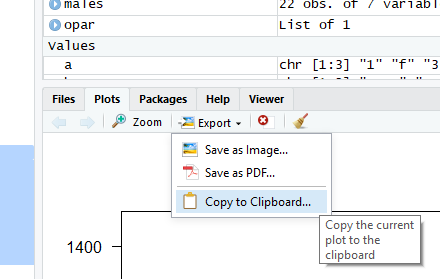 males 22 obs. of 7 variabl
opar List of 1
Values
a chr [1:3] "1" "f" "3
Files Plots Packages Help Viewer
Zoom Export
Save as Image...
Save as PDF...
Copy to Clipboard...
Copy the current
plot to the
clipboard
1400